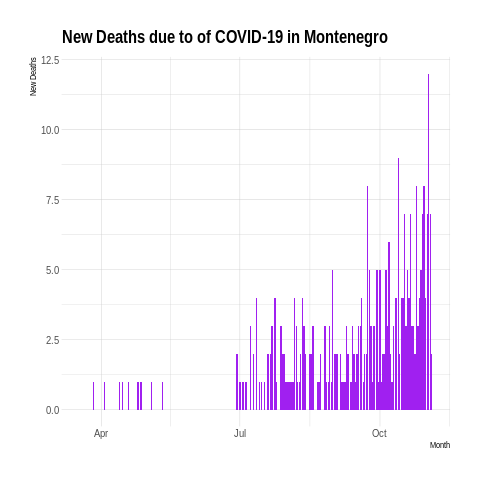 New Deaths due to of COVID-19 in Montenegro
New Deaths
12.5
10.0
7.5
5.0
2.5
0.0
Apr
Jul
Oct
Month